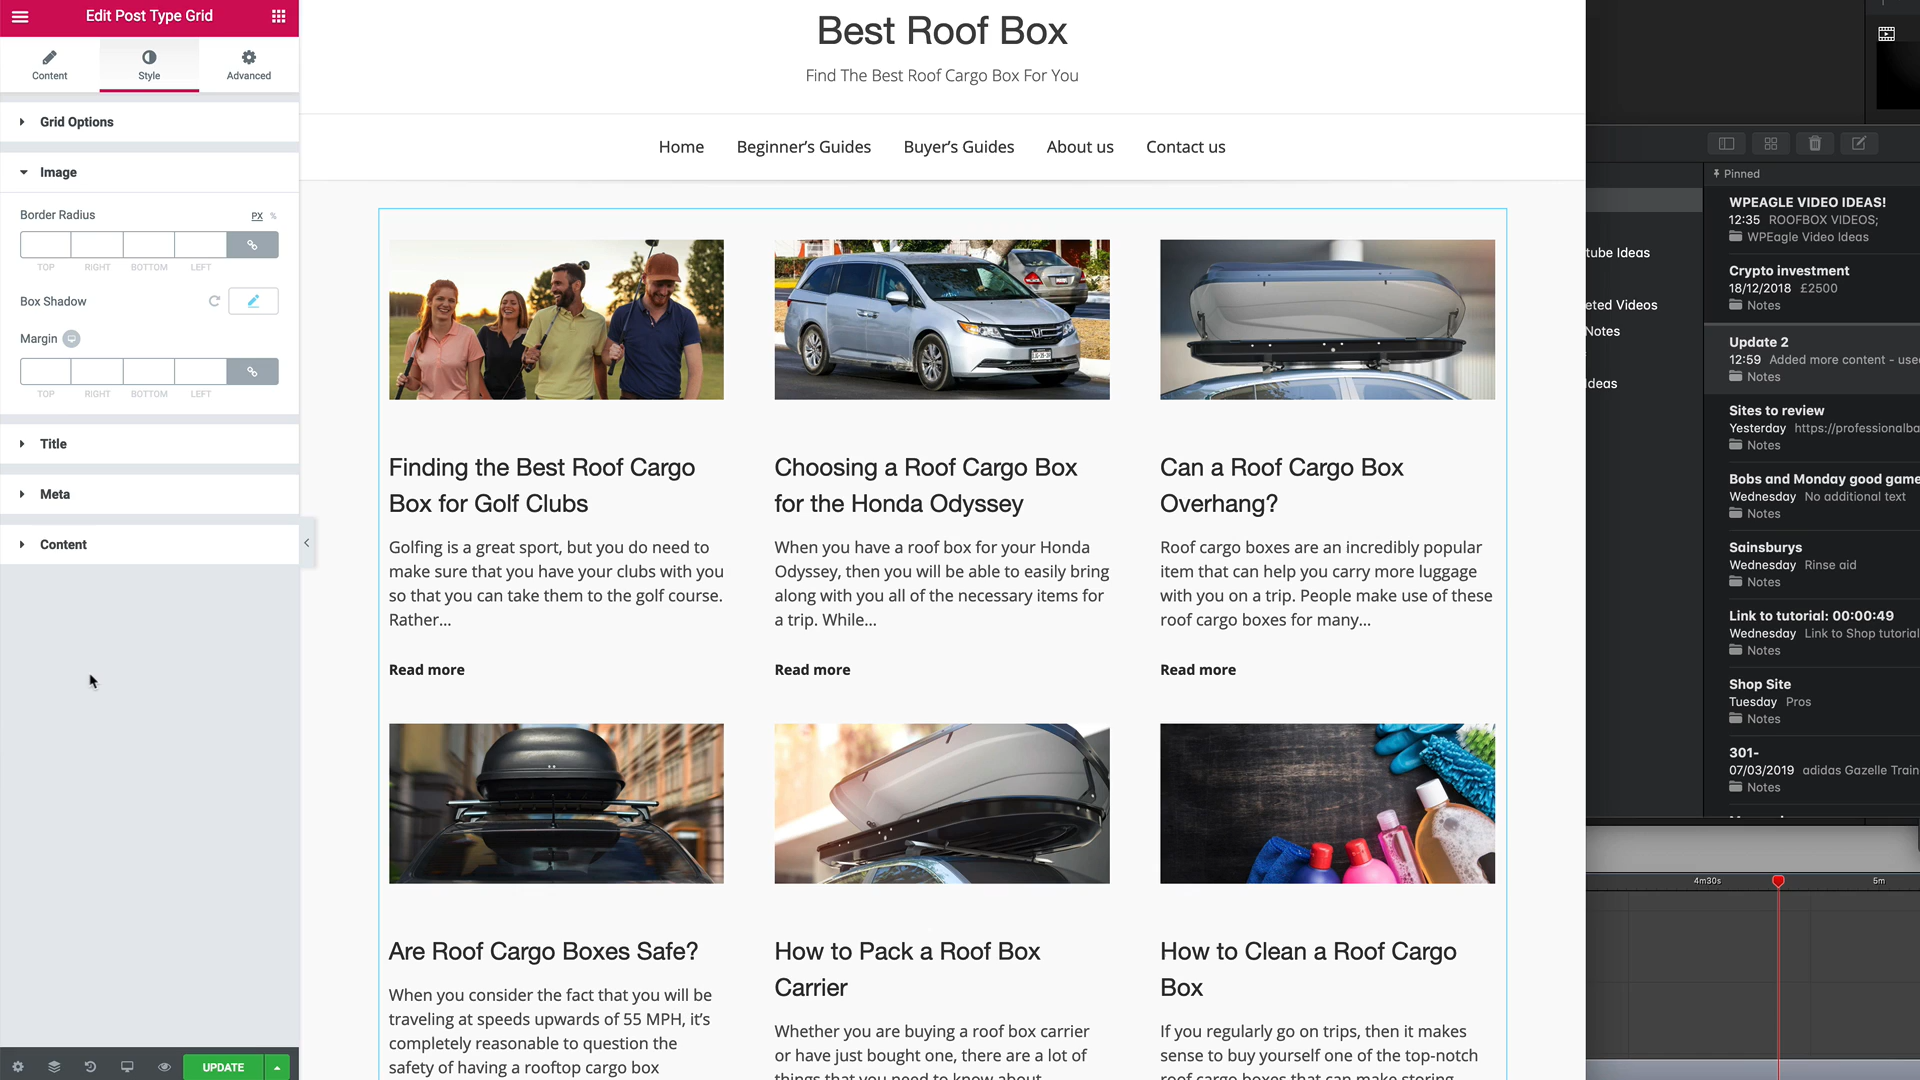 Edit Post Type Grid
Content
Style
Advanced
Grid Options
Image
Border Radius
PX %
TOP RIGHT BOTTOM LEFT
Box Shadow
Margin
TOP RIGHT BOTTOM LEFT
Title
Meta
Content
UPDATE
Best Roof Box
Find The Best Roof Cargo Box For You
Home Beginner's Guides Buyer's Guides About us Contact us
Finding the Best Roof Cargo
Box for Golf Clubs
Golfing is a great sport, but you do need to
make sure that you have your clubs with you
so that you can take them to the golf course.
Rather...
Read more
Choosing a Roof Cargo Box
for the Honda Odyssey
When you have a roof box for your Honda
Odyssey, then you will be able to easily bring
along with you all of the necessary items for
a trip. While...
Read more
Can a Roof Cargo Box
Overhang?
Roof cargo boxes are an incredibly popular
item that can help you carry more luggage
with you on a trip. People make use of these
roof cargo boxes for many...
Read more
Are Roof Cargo Boxes Safe?
When you consider the fact that you will be
traveling at speeds upwards of 55 MPH, it's
completely reasonable to question the
safety of having a rooftop cargo box
How to Pack a Roof Box
Carrier
Whether you are buying a roof box carrier
or have just bought one, there are a lot of
things that you need to know about
How to Clean a Roof Cargo
Box
If you regularly go on trips, then it makes
sense to buy yourself one of the top-notch
roof cargo boxes that can make storing
tube Ideas
eted Videos
Notes
deas
Pinned
WPEAGLE VIDEO IDEAS!
12:35 ROOFBOX VIDEOS;
WPEagle Video Ideas
Crypto investment
18/12/2018 £2500
Notes
Update 2
12:59 Added more content - use
Notes
Sites to review
Yesterday https://professionalba
Notes
Bobs and Monday good game
Wednesday No additional text
Notes
Sainsburys
Wednesday Rinse aid
Notes
Link to tutorial: 00:00:49
Wednesday Link to Shop tutorial
Notes
Shop Site
Tuesday Pros
Notes
301-
07/03/2019 adidas Gazelle Train
Notes
4m30s 5m